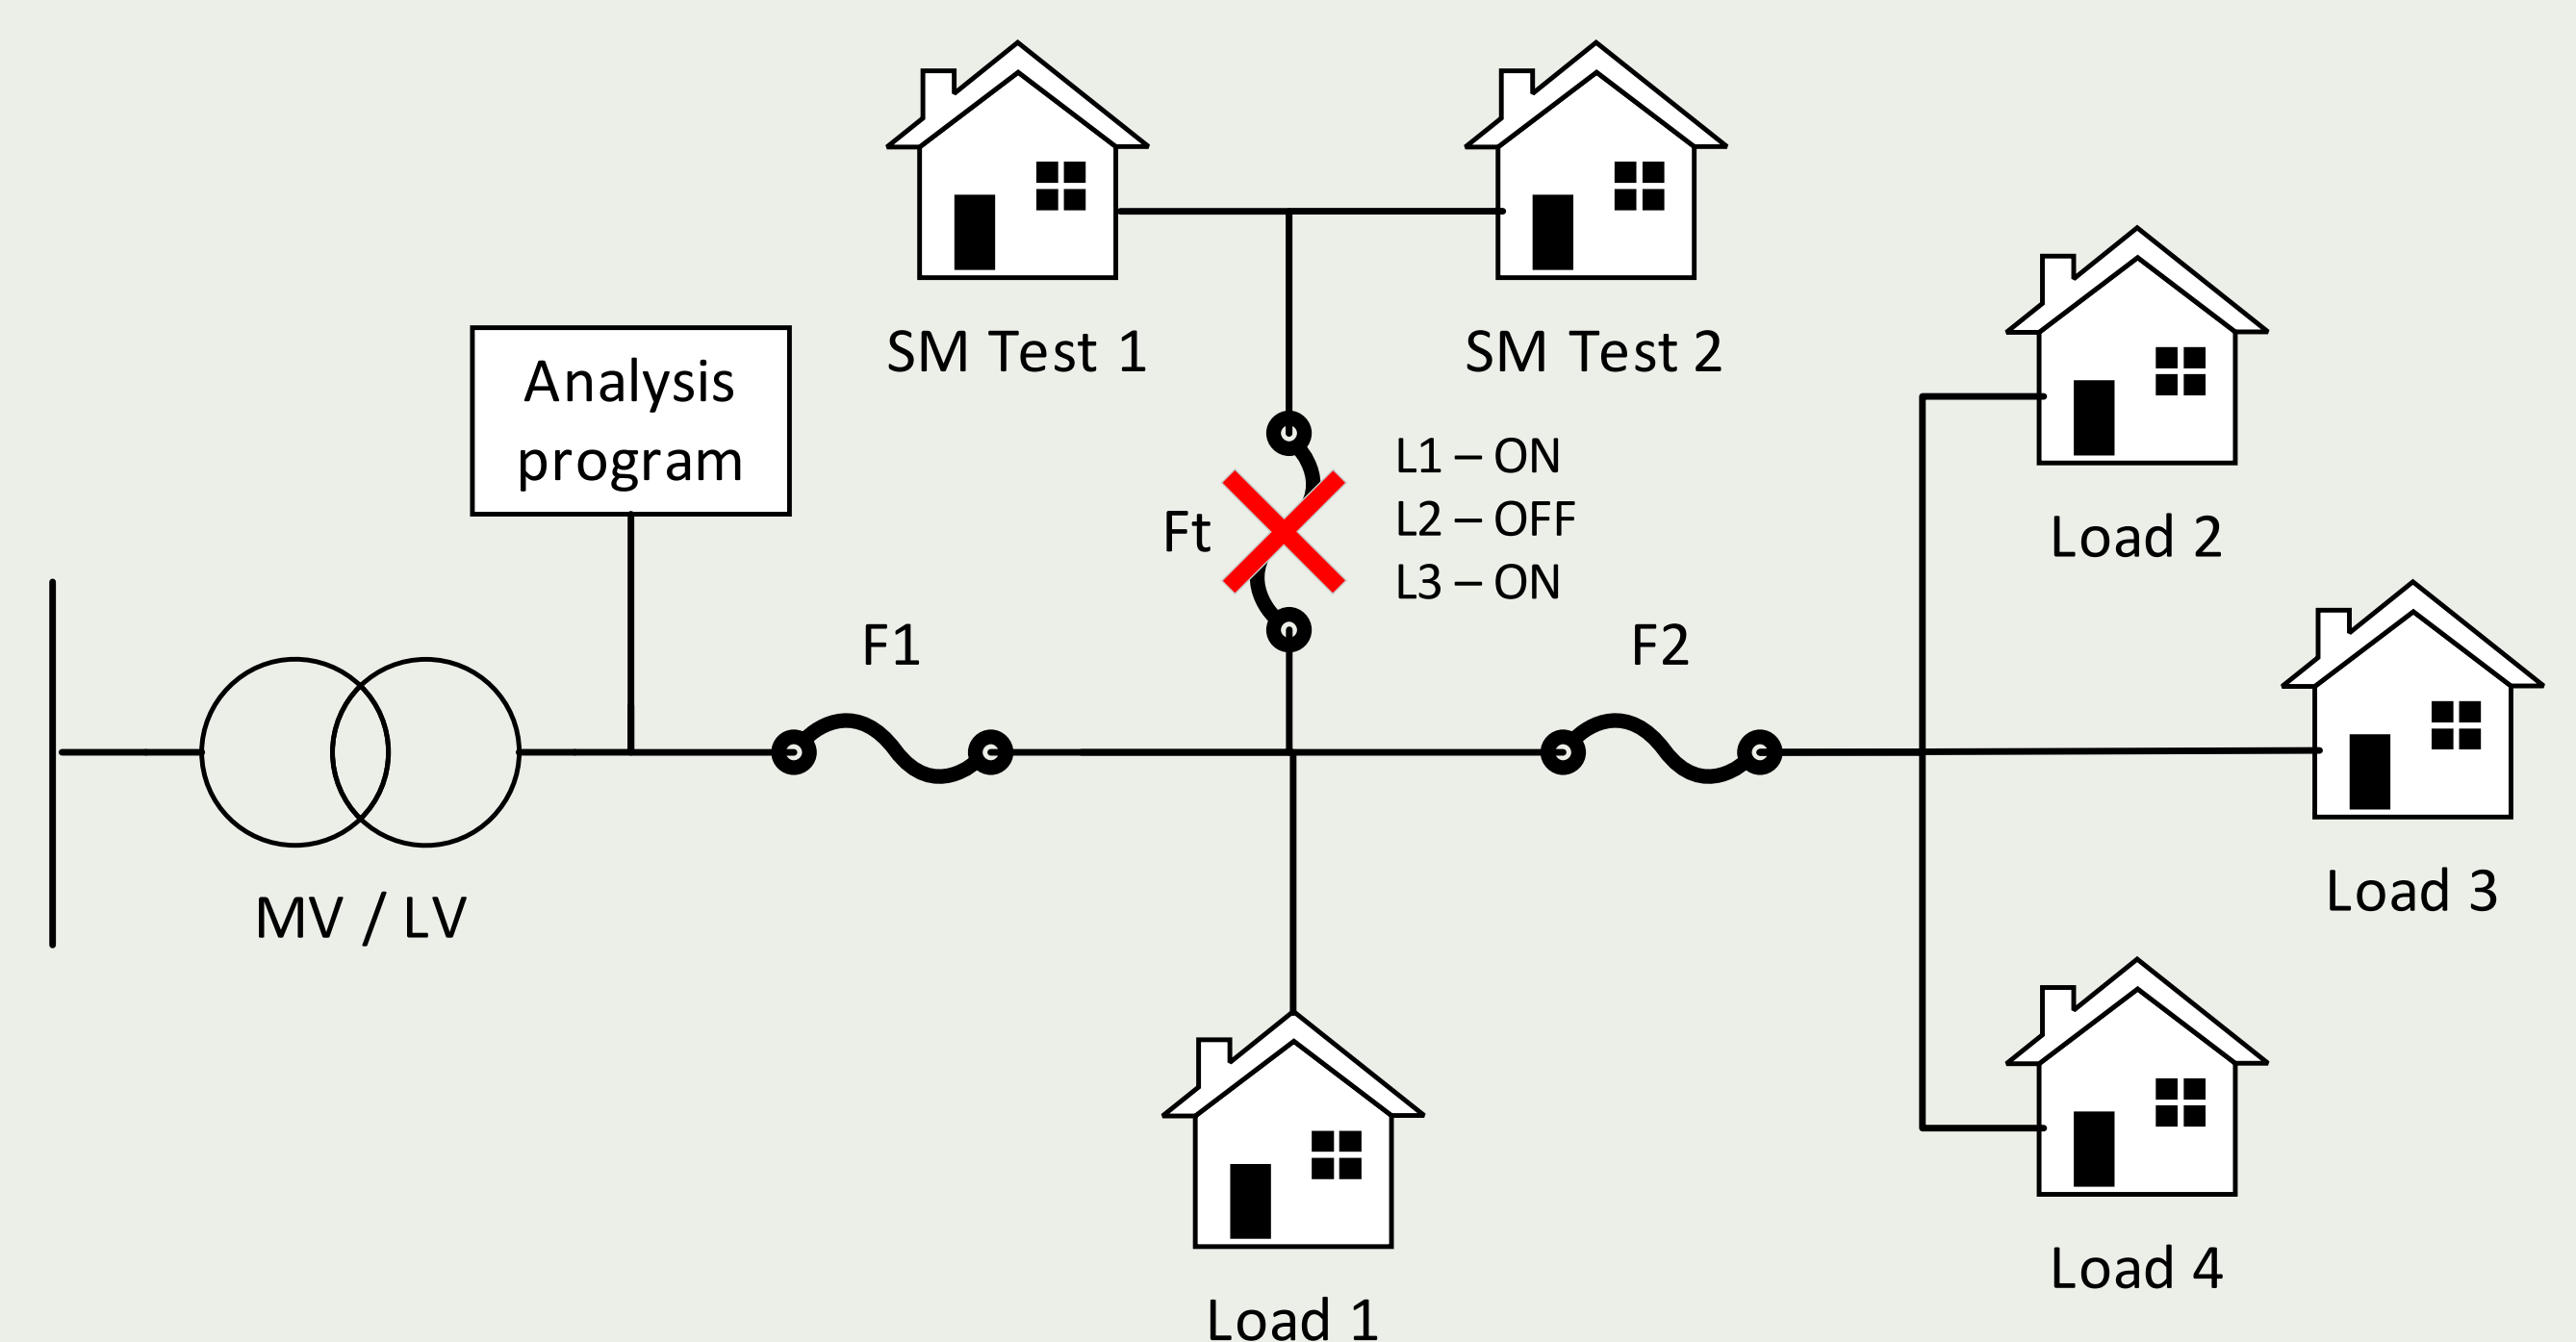 SM Test 1
SM Test 2
Analysis
program
L1 – ON
L2 – OFF
L3 – ON
Ft
Load 2
F1
F2
MV / LV
Load 3
Load 1
Load 4